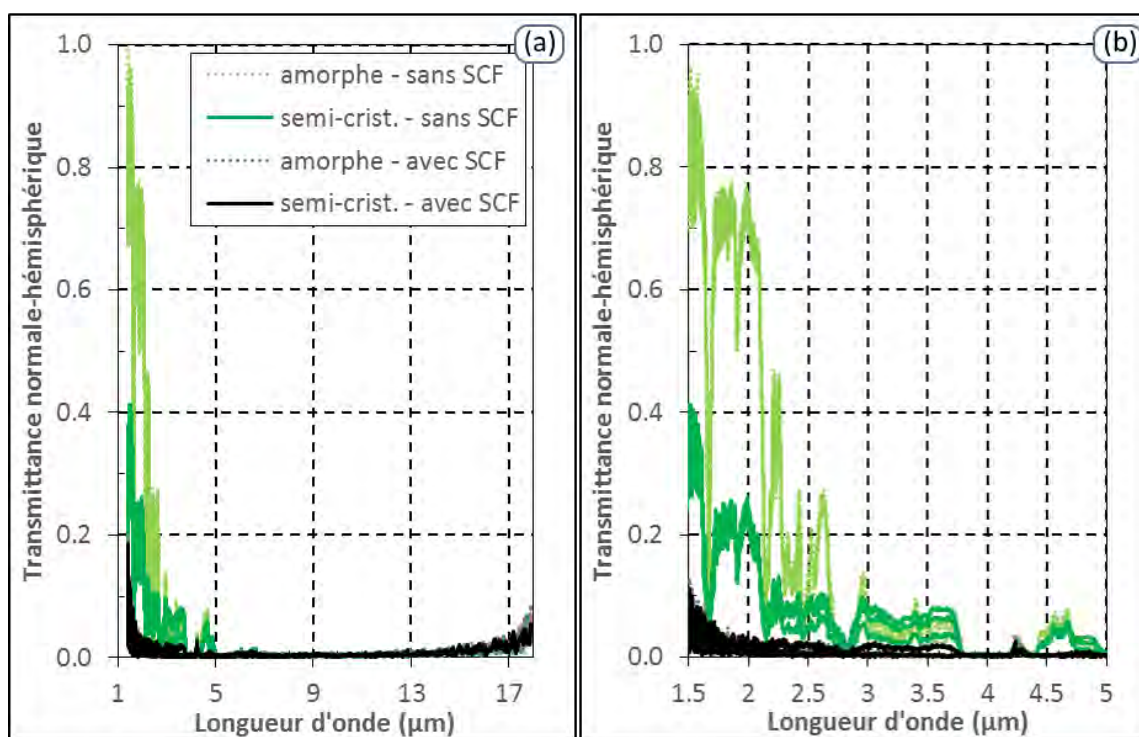 (a)
1.0
0.8
0.6
0.4
0.2
0.0
Transmittance normale-hémisphérique
amorphe - sans SCF
semi-crist. - sans SCF
amorphe - avec SCF
semi-crist. - avec SCF
1 5 9 13 17
Longueur d'onde (µm)
(b)
1.0
0.8
0.6
0.4
0.2
0.0
Transmittance normale-hémisphérique
1.5 2 2.5 3 3.5 4 4.5 5
Longueur d'onde (µm)